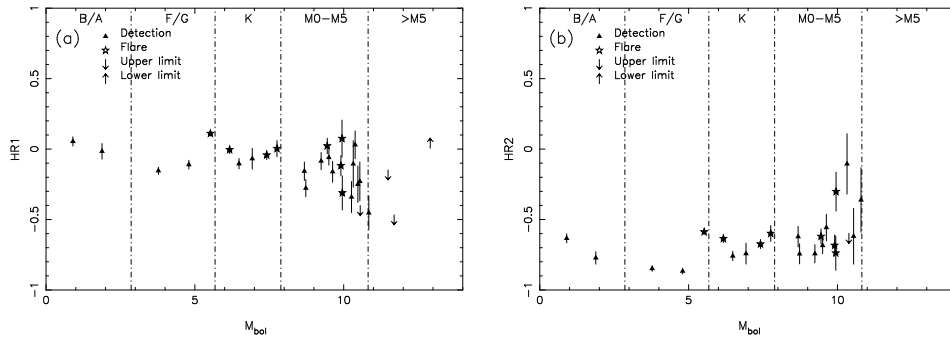 B/A F/G K M0-M5 >M5
(a)
Detection
Flare
Upper limit
Lower limit
HR1
1
0.5
0
-0.5
-1
0 5 10
Mbol
B/A F/G K M0-M5 >M5
(b)
Detection
Flare
Upper limit
Lower limit
HR2
1
0.5
0
-0.5
-1
0 5 10
Mbol